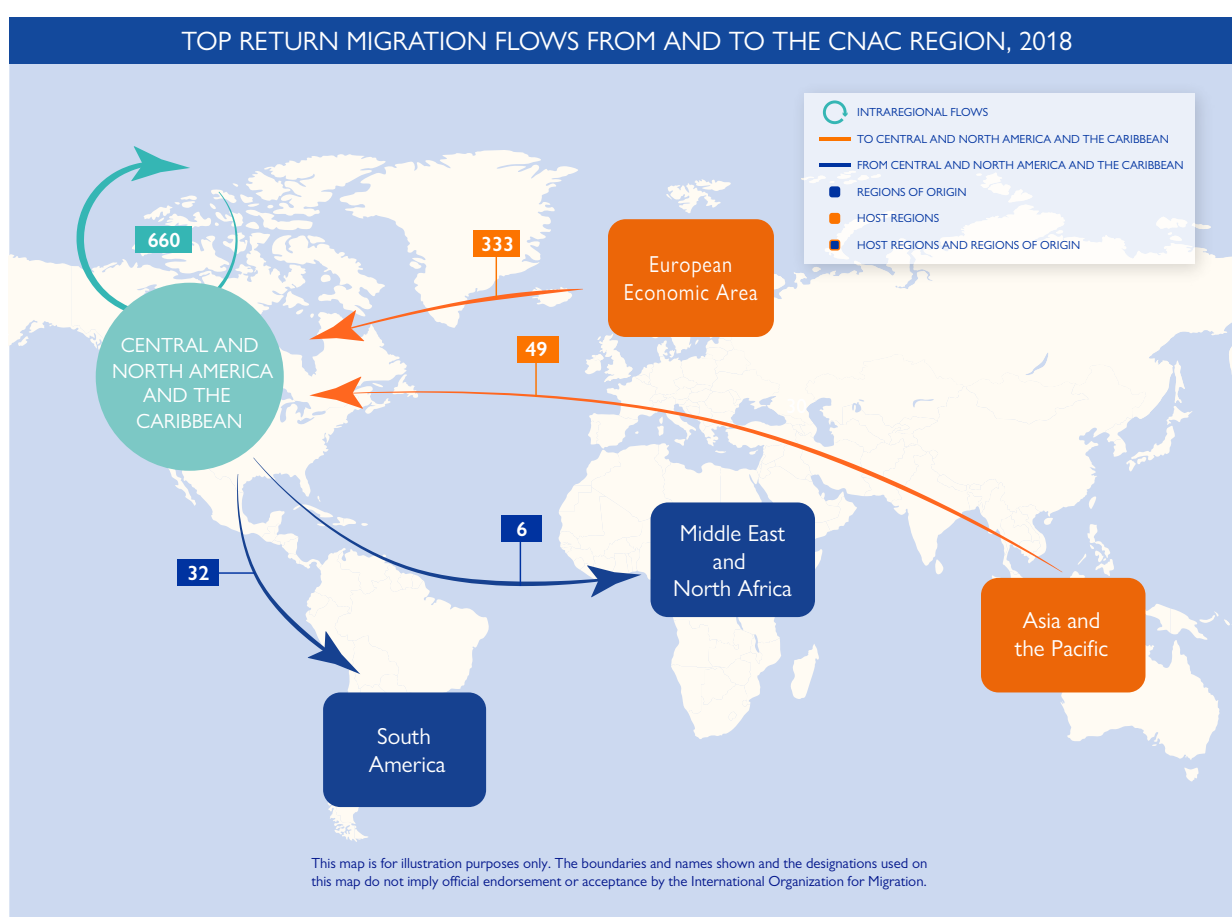 TOP RETURN MIGRATION FLOWS FROM AND TO THE CNAC REGION, 2018
INTRAREGIONAL FLOWS
TO CENTRAL AND NORTH AMERICA AND THE CARIBBEAN
FROM CENTRAL AND NORTH AMERICA AND THE CARIBBEAN
REGIONS OF ORIGIN
HOST REGIONS
HOST REGIONS AND REGIONS OF ORIGIN
660
333
European
Economic Area
49
CENTRAL AND
NORTH AMERICA
AND THE
CARIBBEAN
6
Middle East
and
North Africa
32
Asia and
the Pacific
South
America
This map is for illustration purposes only. The boundaries and names shown and the designations used on
this map do not imply official endorsement or acceptance by the International Organization for Migration.